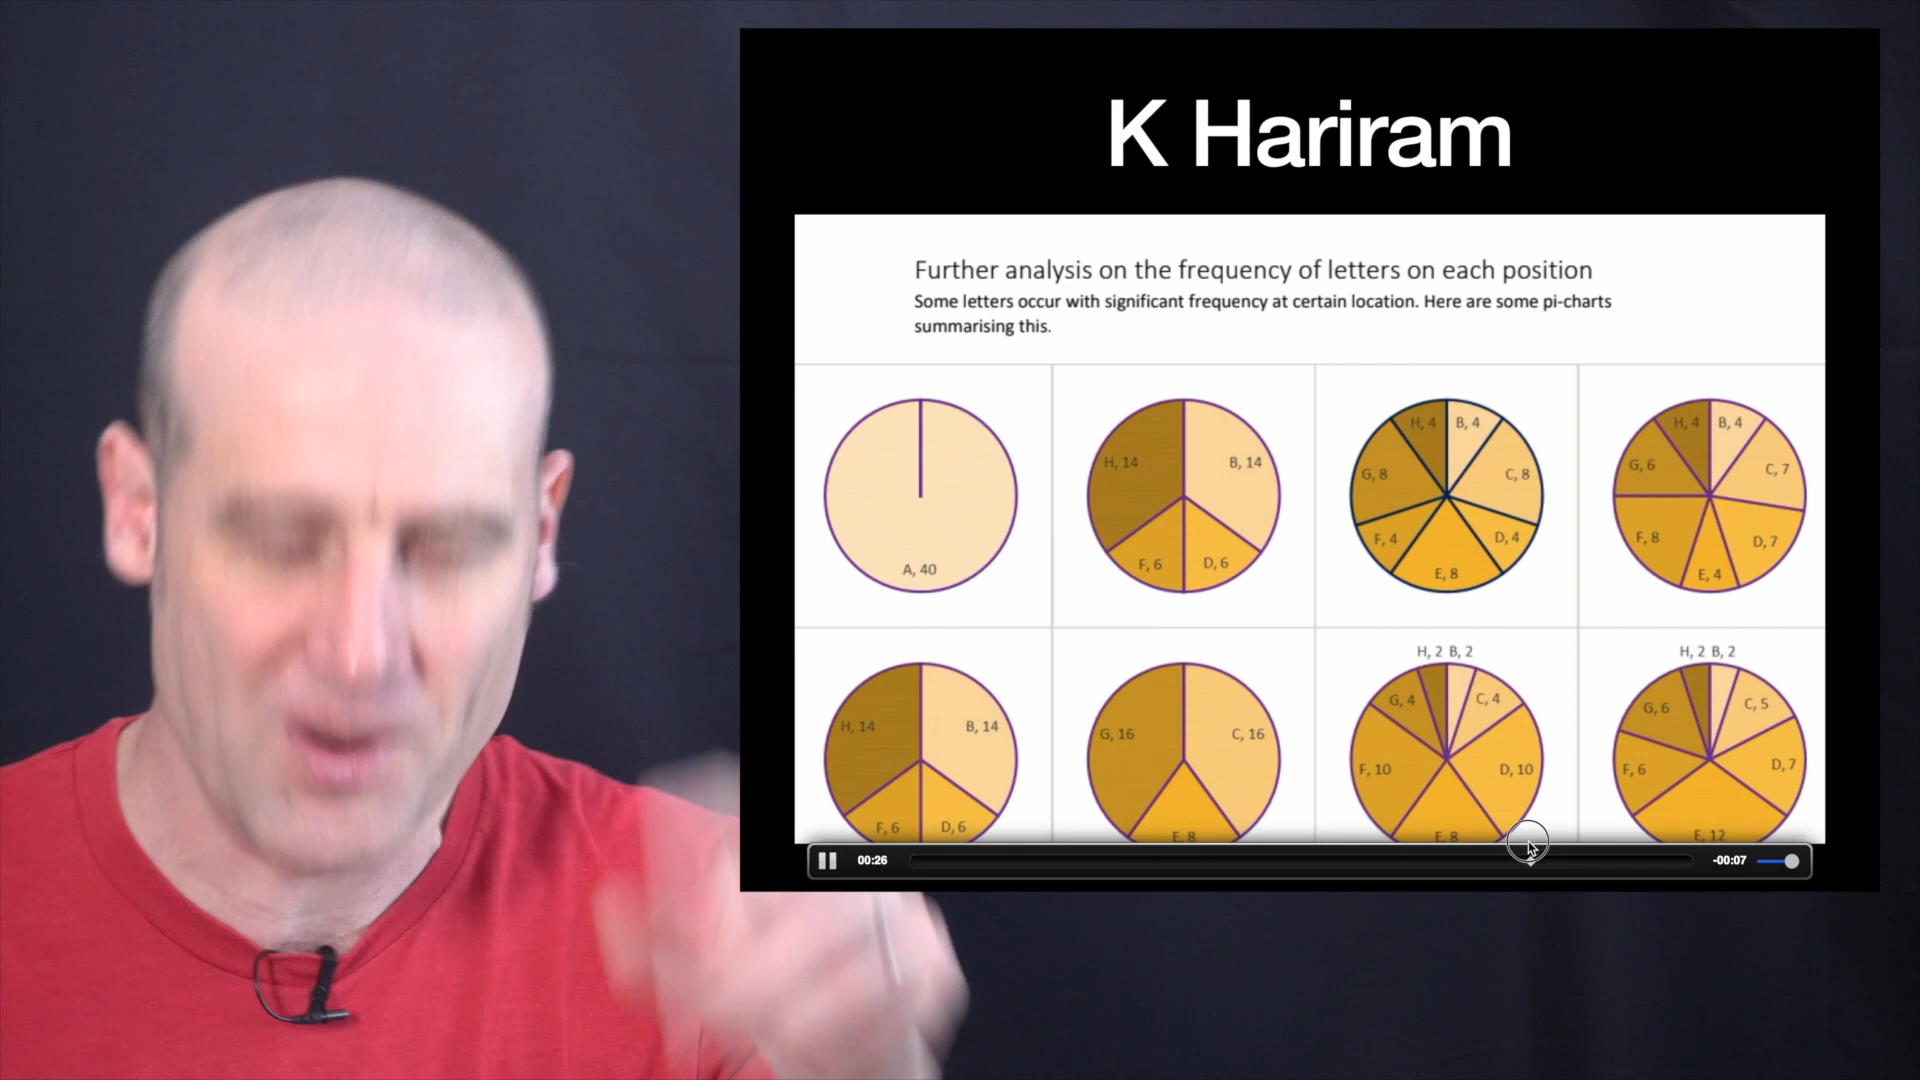 K Hariram
Further analysis on the frequency of letters on each position
Some letters occur with significant frequency at certain location. Here are some pi-charts
summarising this.
A, 40
H, 14
B, 14
F, 6
D, 6
H, 4
B, 4
G, 8
C, 8
F, 4
D, 4
E, 8
H, 4
B, 4
G, 6
C, 7
F, 8
D, 7
E, 4
H, 14
B, 14
F, 6
D, 6
G, 16
C, 16
E, 8
H, 2
B, 2
G, 4
C, 4
F, 10
D, 10
E, 8
H, 2
B, 2
G, 6
C, 5
F, 6
D, 7
E, 12
00:26
-00:07